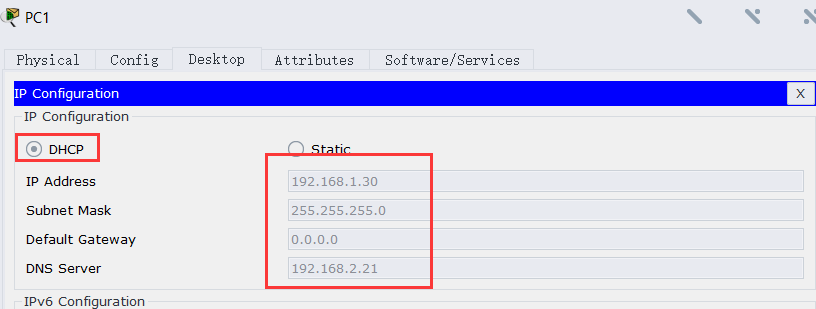 PC1
Physical Config Desktop Attributes Software/Services
IP Configuration X
IP Configuration
DHCP Static
IP Address 192.168.1.30
Subnet Mask 255.255.255.0
Default Gateway 0.0.0.0
DNS Server 192.168.2.21
IPv6 Configuration